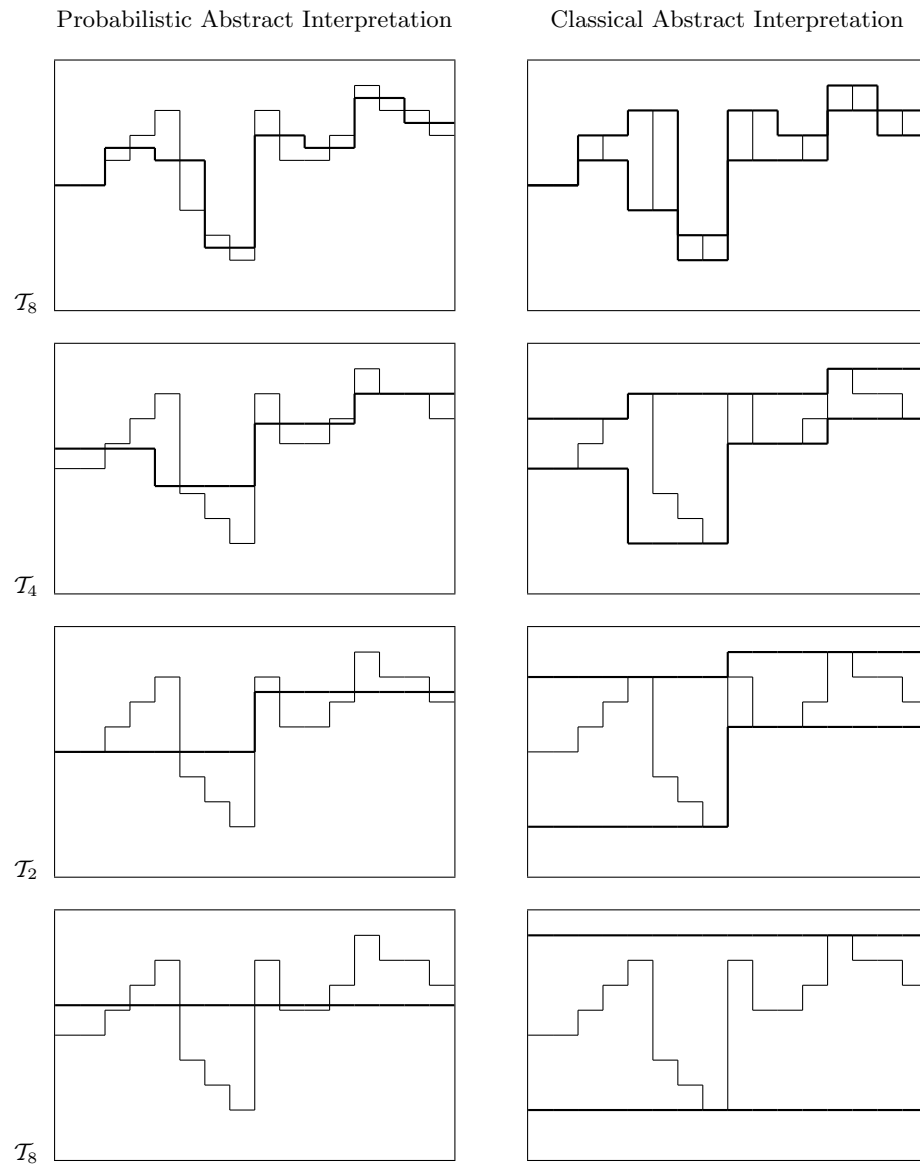 Probabilistic Abstract Interpretation
Classical Abstract Interpretation
𝒯₈
𝒯₄
𝒯₂
𝒯₈